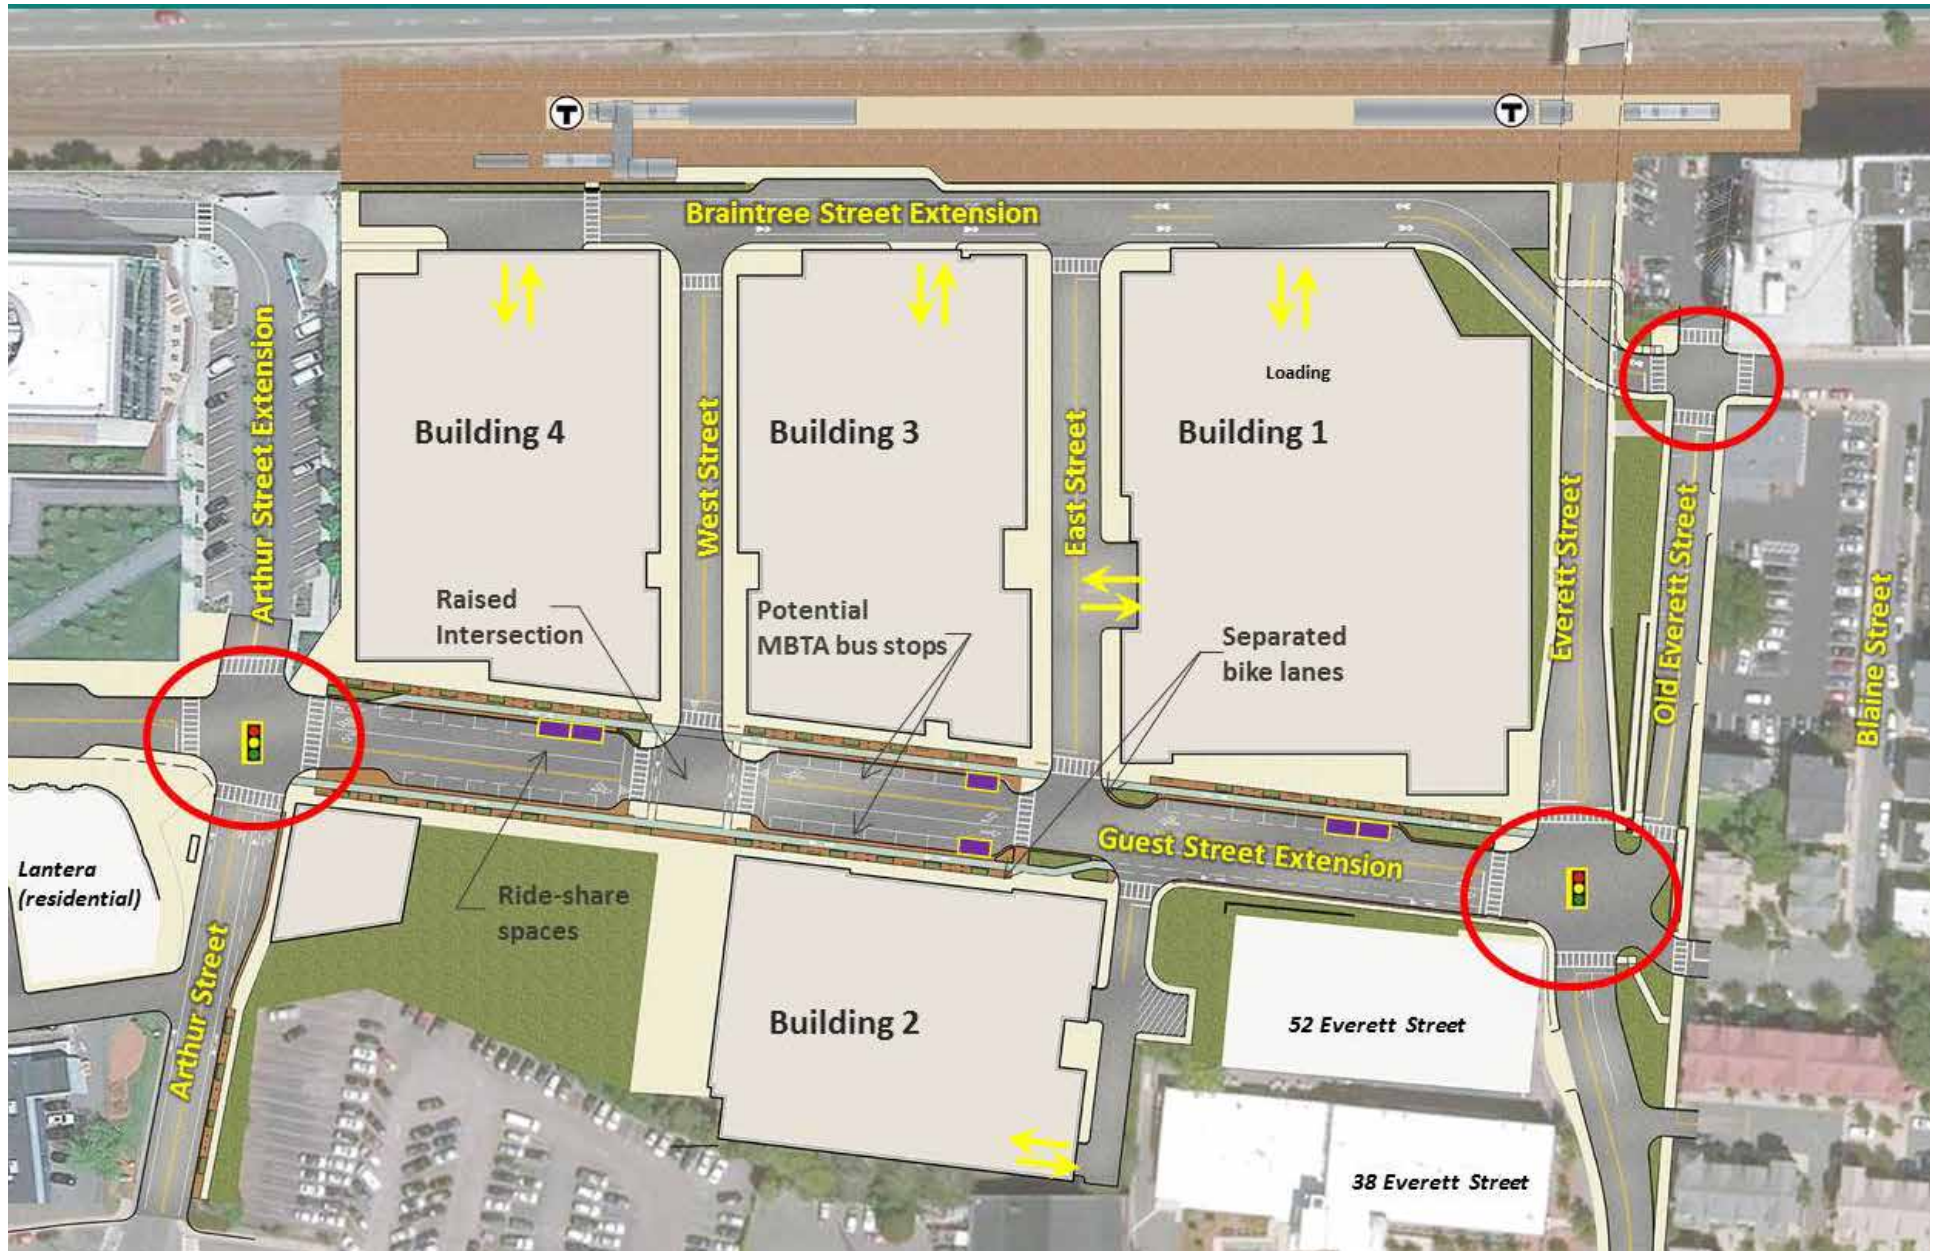 T
T
Braintree Street Extension
Arthur Street Extension
Building 4
West Street
Building 3
East Street
Loading
Building 1
Everett Street
Old Everett Street
Blaine Street
Raised
Intersection
Potential
MBTA bus stops
Separated
bike lanes
Guest Street Extension
Lantera
(residential)
Ride-share
spaces
Arthur Street
Building 2
52 Everett Street
38 Everett Street